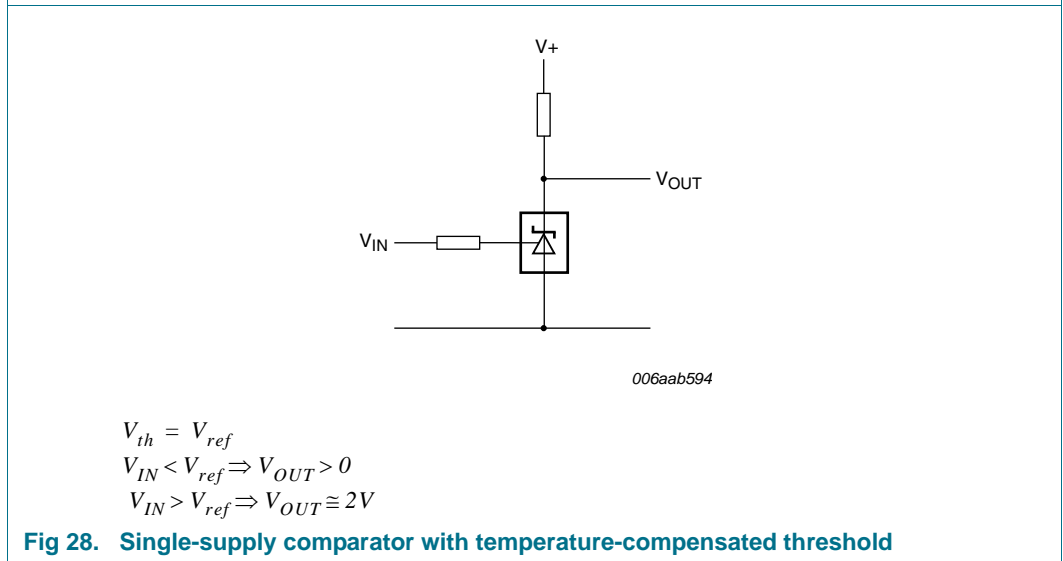 V+
VOUT
VIN
006aab594
Vth = Vref
VIN < Vref ⇒ VOUT > 0
VIN > Vref ⇒ VOUT ≅ 2V
Fig 28. Single-supply comparator with temperature-compensated threshold